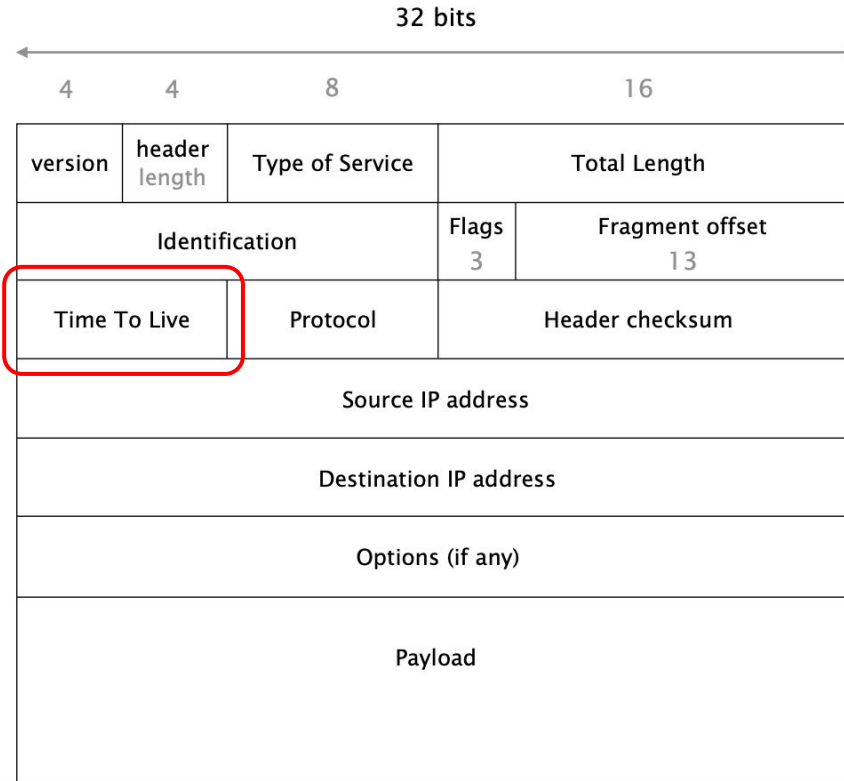 32 bits
4 4 8 16
version header length Type of Service Total Length
Identification Flags 3 Fragment offset 13
Time To Live Protocol Header checksum
Source IP address
Destination IP address
Options (if any)
Payload